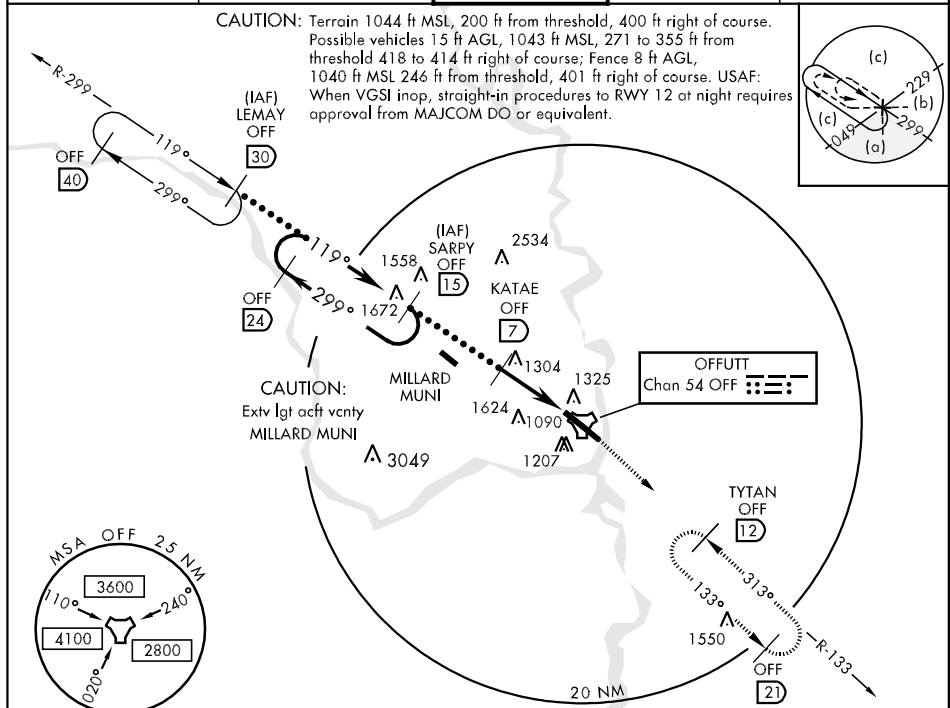 CAUTION: Terrain 1044 ft MSL, 200 ft from threshold, 400 ft right of course.
Possible vehicles 15 ft AGL, 1043 MSL, 271 to 355 ft from
threshold 418 to 414 ft right of course; Fence 8 ft AGL,
1040 ft MSL 246 ft from threshold, 401 ft right of course. USAF:
When VGSI inop, straight-in procedures to RWY 12 at night requires
approval from MAJCOM DO or equivalent.
(c)
229
(b)
(c)
299
049
(a)
R-299
(IAF)
LEMAY
OFF
30
119°
OFF
40
299°
(IAF)
SARPY
OFF
15
119°
1558
2534
299°
1672
OFF
24
KATAE
OFF
7
1304
MILLARD
MUNI
1325
OFFUTT
Chan 54 OFF
CAUTION:
Extv lgt acft vcnty
MILLARD MUNI
1624
1090
3049
1207
TYTAN
OFF
12
313°
133°
1550
R-133
OFF
21
20 NM
MSA OFF 25 NM
3600
110°
240°
4100
2800
020°